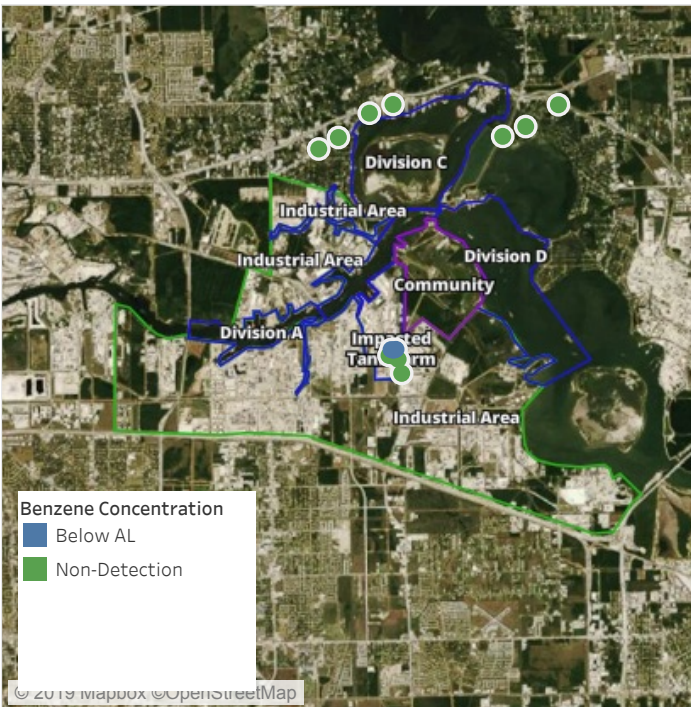 Division C
Industrial Area
Industrial Area
Division D
Community
Division A
Impacted
Tank Farm
Industrial Area
Benzene Concentration
Below AL
Non-Detection
© 2019 Mapbox ©OpenStreetMap